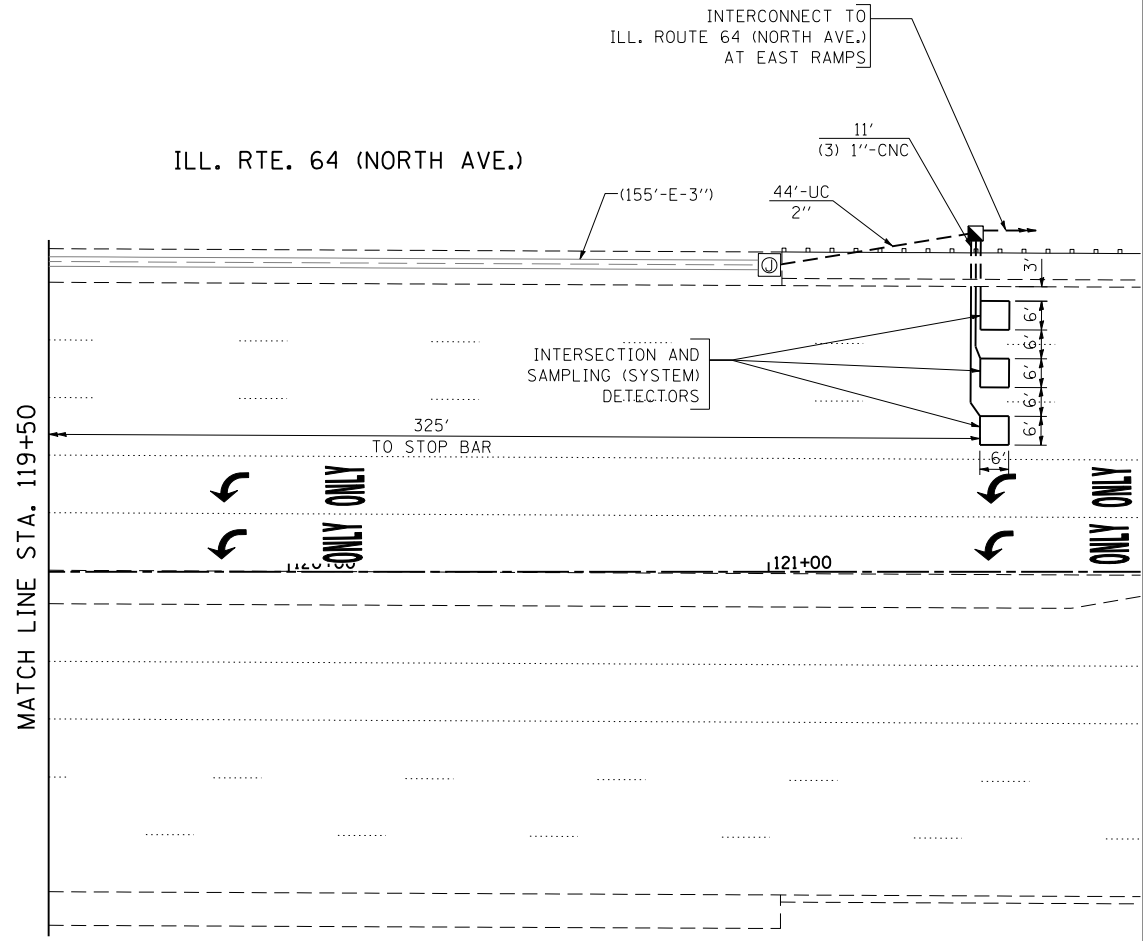 INTERCONNECT TO
ILL. ROUTE 64 (NORTH AVE.)
AT EAST RAMPS
ILL. RTE. 64 (NORTH AVE.)
11'
(3) 1''-CNC
(155'-E-3'')
44'-UC
2''
J
3'
6'
6'
6'
6'
6'
6'
INTERSECTION AND
SAMPLING (SYSTEM)
DETECTORS
325'
TO STOP BAR
ONLY
ONLY
ONLY
ONLY
120+00
121+00
MATCH LINE STA. 119+50